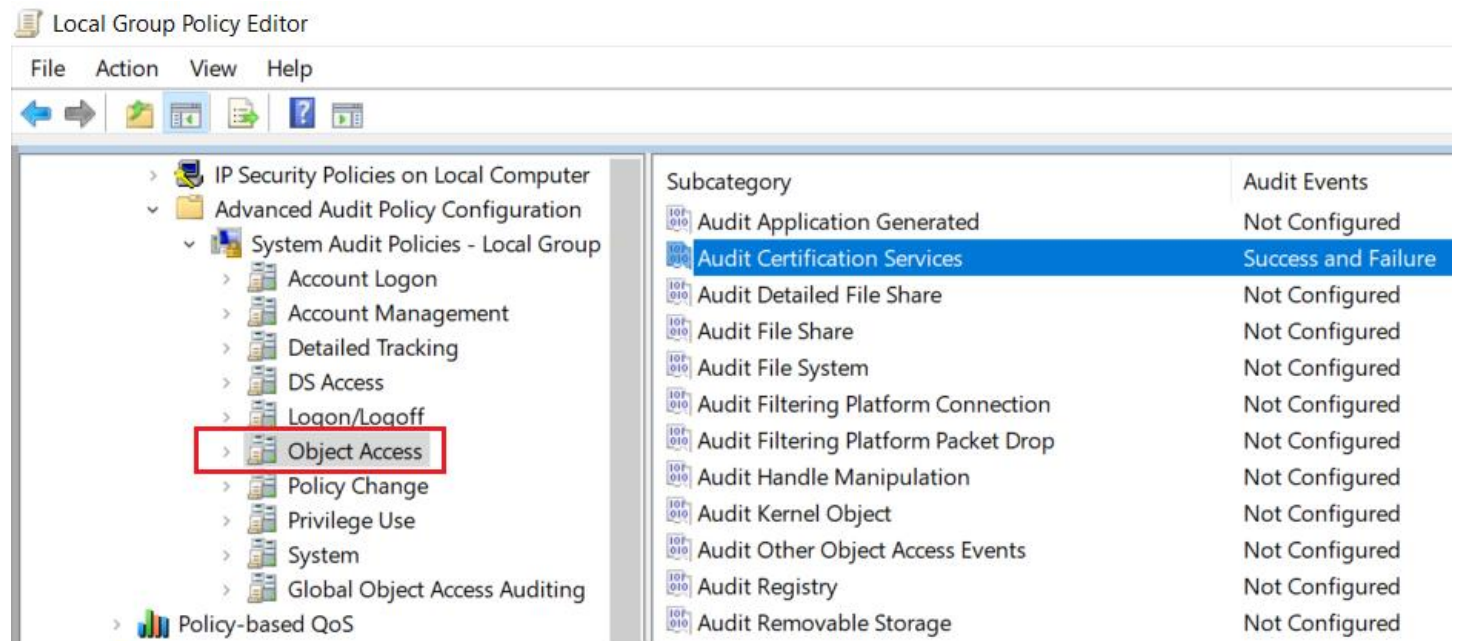 Local Group Policy Editor
File Action View Help
IP Security Policies on Local Computer
Advanced Audit Policy Configuration
System Audit Policies - Local Group
Account Logon
Account Management
Detailed Tracking
DS Access
Logon/Logoff
Object Access
Policy Change
Privilege Use
System
Global Object Access Auditing
Policy-based QoS
Subcategory Audit Events
Audit Application Generated Not Configured
Audit Certification Services Success and Failure
Audit Detailed File Share Not Configured
Audit File Share Not Configured
Audit File System Not Configured
Audit Filtering Platform Connection Not Configured
Audit Filtering Platform Packet Drop Not Configured
Audit Handle Manipulation Not Configured
Audit Kernel Object Not Configured
Audit Other Object Access Events Not Configured
Audit Registry Not Configured
Audit Removable Storage Not Configured